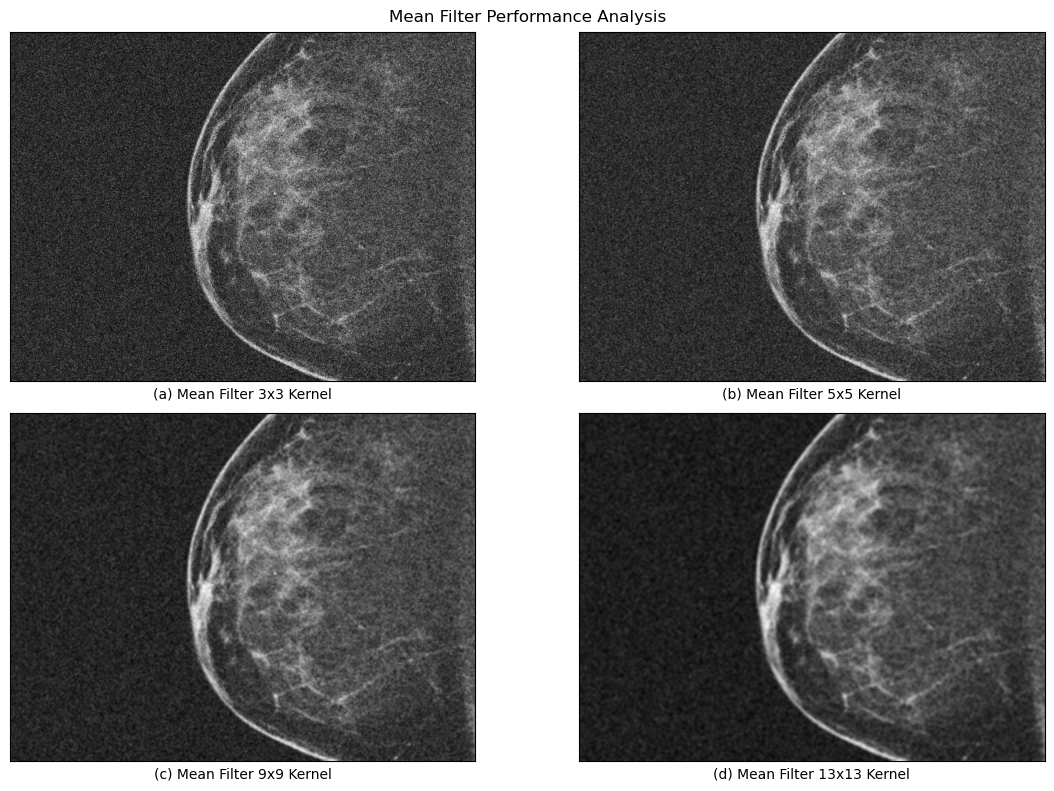 Mean Filter Performance Analysis
(a) Mean Filter 3x3 Kernel
(b) Mean Filter 5x5 Kernel
(c) Mean Filter 9x9 Kernel
(d) Mean Filter 13x13 Kernel